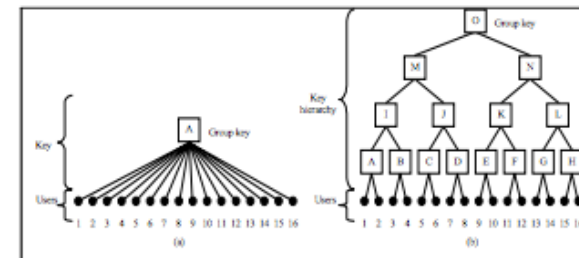 O Group key
M N
Key hierarchy
I J K L
A Group key
Key
A B C D E F G H
Users
1 2 3 4 5 6 7 8 9 10 11 12 13 14 15 16
(a)
Users
1 2 3 4 5 6 7 8 9 10 11 12 13 14 15
(b)